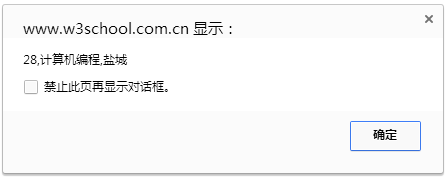 www.w3school.com.cn 显示：
28,计算机编程,盐城
禁止此页再显示对话框。
确定